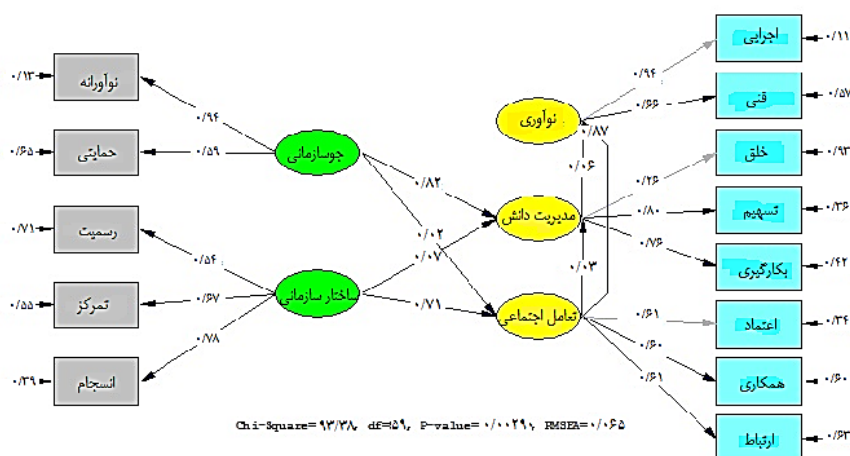 اجرایی
۰/۱۱
قنی
۰/۵۷
خلق
۰/۹۳
تسهیم
۰/۳۶
بکارگیری
۰/۴۲
اعتماد
۰/۳۴
همکاری
۰/۶۰
ارتباط
۰/۶۳
۰/۹۴
۰/۶۶
۰/۲۶
۰/۸۰
۰/۷۶
۰/۶۱
۰/۶۰
۰/۶۱
نوآوری
۰/۸۷
۰/۰۶
مدیریت دانش
۰/۰۳
تعامل اجتماعی
۰/۸۲
۰/۰۲
۰/۰۷
۰/۷۱
جوسازمانی
ساختار سازمانی
۰/۹۴
۰/۵۹
۰/۵۴
۰/۶۷
۰/۷۸
نوآورانه
۰/۱۳
حمایتی
۰/۶۵
رسمیت
۰/۷۱
تمرکز
۰/۵۵
انسجام
۰/۳۹
Chi-Square=۹۳/۳۸, df=۵۹, P-value=۰/۰۰۲۹۱, RMSEA=۰/۰۶۵